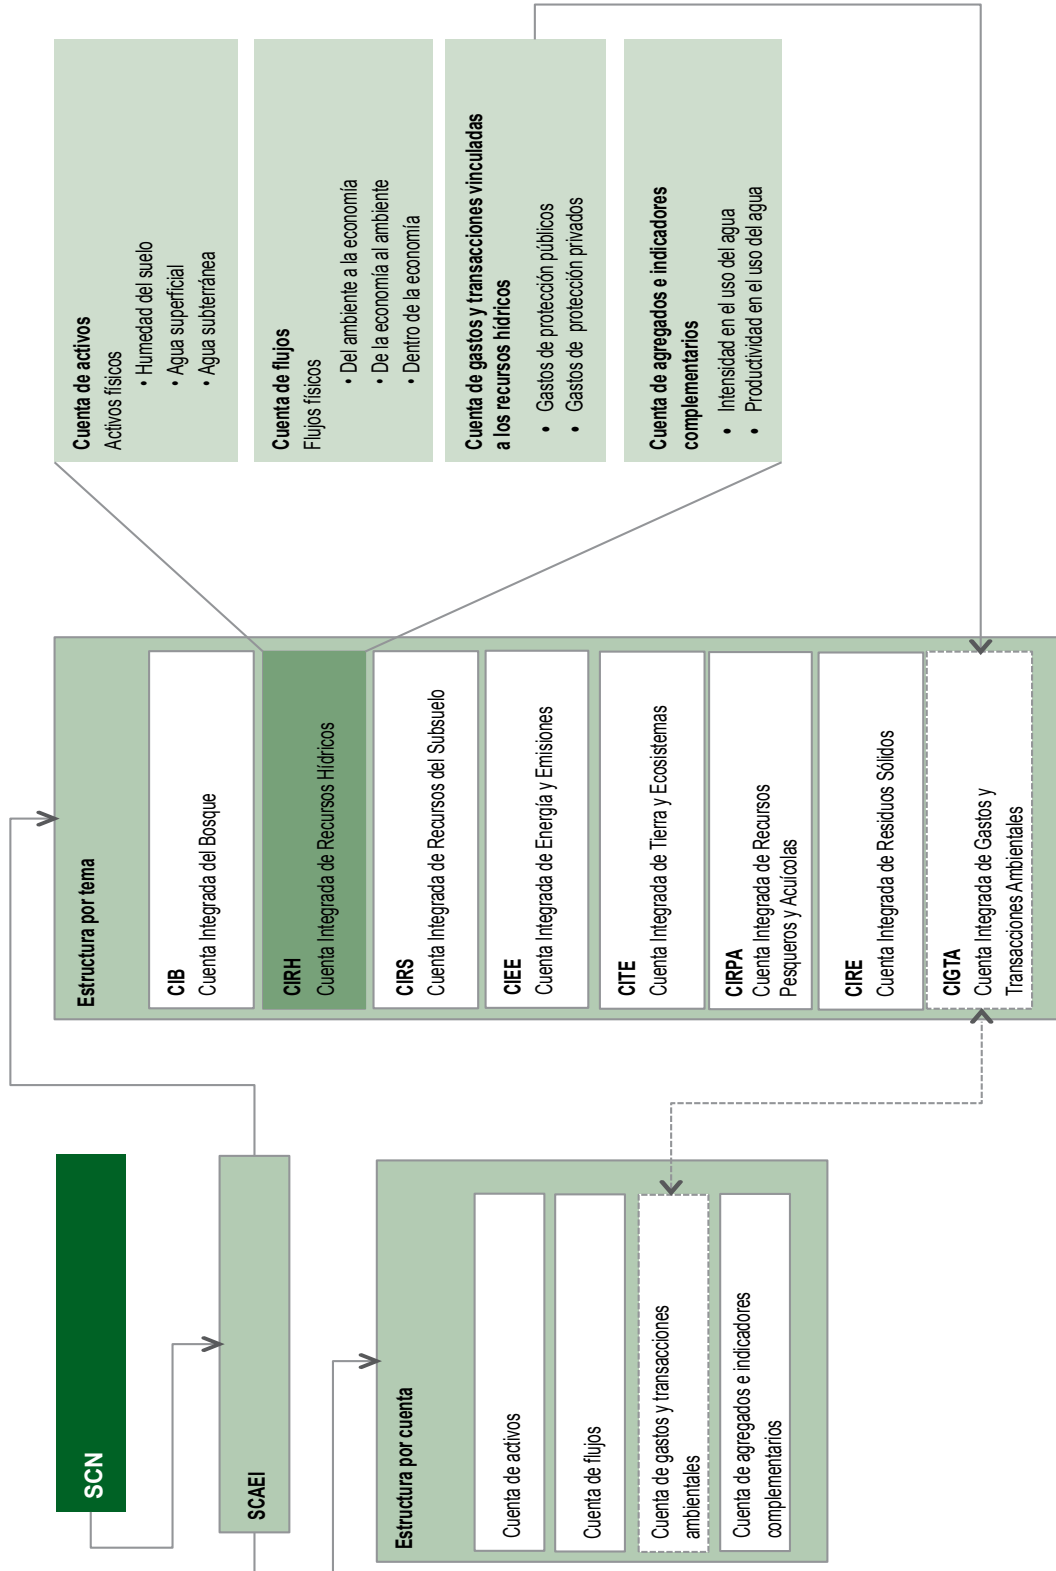 SCN
SCAEI
Estructura por cuenta
Cuenta de activos
Cuenta de flujos
Cuenta de gastos y transacciones
ambientales
Cuenta de agregados e indicadores
complementarios
Estructura por tema
CIB
Cuenta Integrada del Bosque
CIRH
Cuenta Integrada de Recursos Hídricos
CIRS
Cuenta Integrada de Recursos del Subsuelo
CIEE
Cuenta Integrada de Energía y Emisiones
CITE
Cuenta Integrada de Tierra y Ecosistemas
CIRPA
Cuenta Integrada de Recursos
Pesqueros y Acuícolas
CIRE
Cuenta Integrada de Residuos Sólidos
CIGTA
Cuenta Integrada de Gastos y
Transacciones Ambientales
Cuenta de activos
Activos físicos
• Humedad del suelo
• Agua superficial
• Agua subterránea
Cuenta de flujos
Flujos físicos
• Del ambiente a la economía
• De la economía al ambiente
• Dentro de la economía
Cuenta de gastos y transacciones vinculadas
a los recursos hídricos
• Gastos de protección públicos
• Gastos de protección privados
Cuenta de agregados e indicadores
complementarios
• Intensidad en el uso del agua
• Productividad en el uso del agua